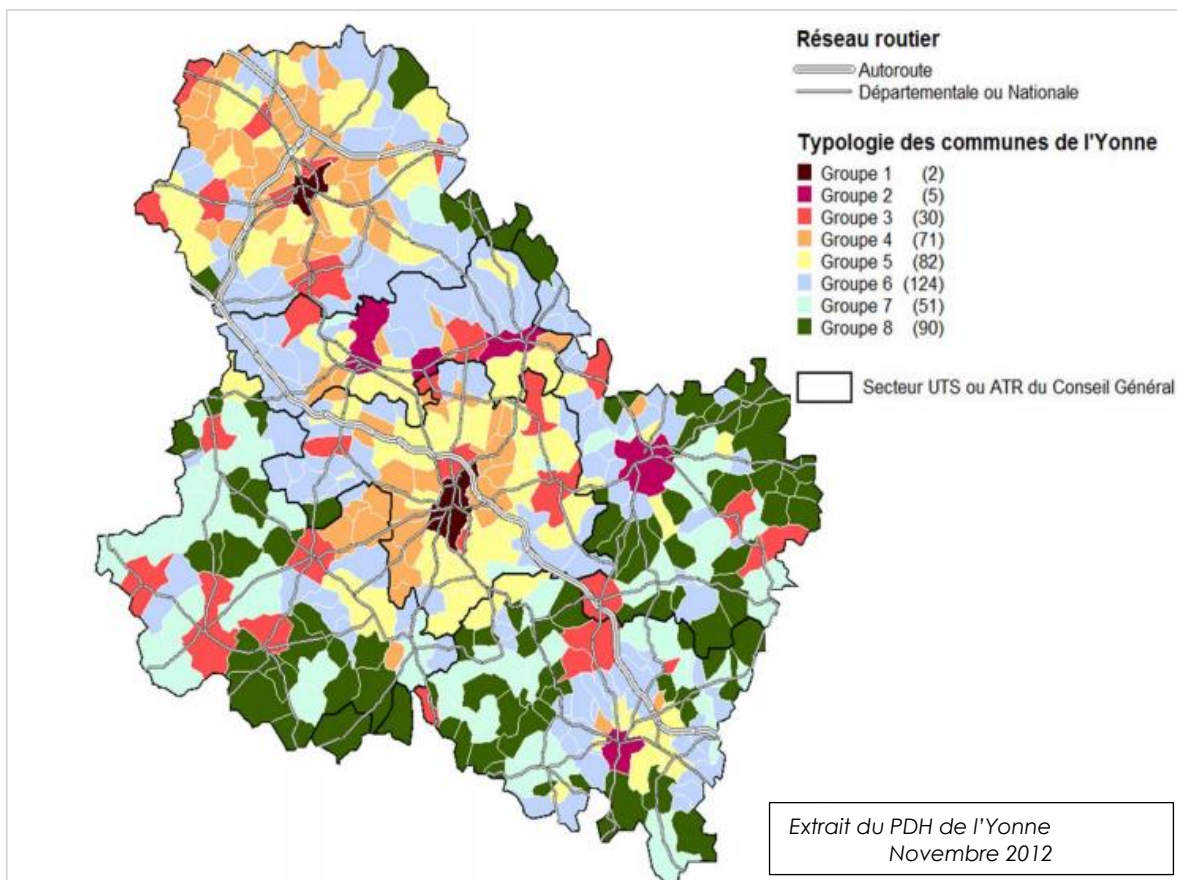 Réseau routier
Autoroute
Départementale ou Nationale
Typologie des communes de l'Yonne
Groupe 1 (2)
Groupe 2 (5)
Groupe 3 (30)
Groupe 4 (71)
Groupe 5 (82)
Groupe 6 (124)
Groupe 7 (51)
Groupe 8 (90)
Secteur UTS ou ATR du Conseil Général
Extrait du PDH de l'Yonne
Novembre 2012